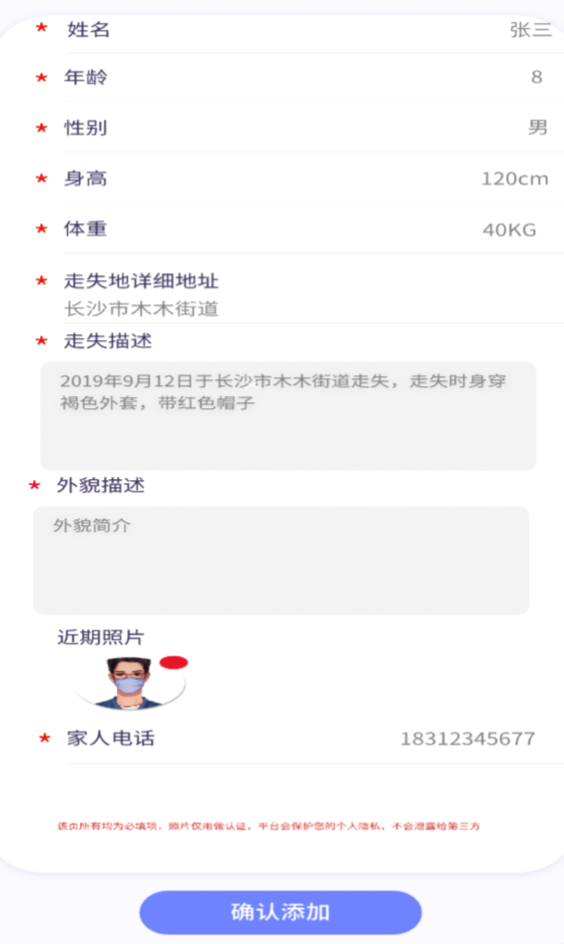 * 姓名 张三
* 年龄 8
* 性别 男
* 身高 120cm
* 体重 40KG
* 走失地详细地址
长沙市木木街道
* 走失描述
2019年9月12日于长沙市木木街道走失，走失时身穿
褐色外套，带红色帽子
* 外貌描述
外貌简介
近期照片
* 家人电话 18312345677
该页所有均为必填项，照片仅用做认证，平台会保护您的个人隐私，不会泄露给第三方
确认添加